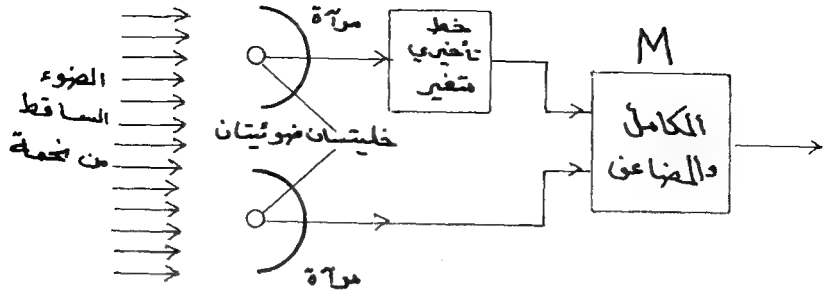 مرآة
خط
تأخيري
متغير
M
الضوء
الساقط
من نجمة
خليتان ضوئيتان
الكامل
والمضاعف
مرآة